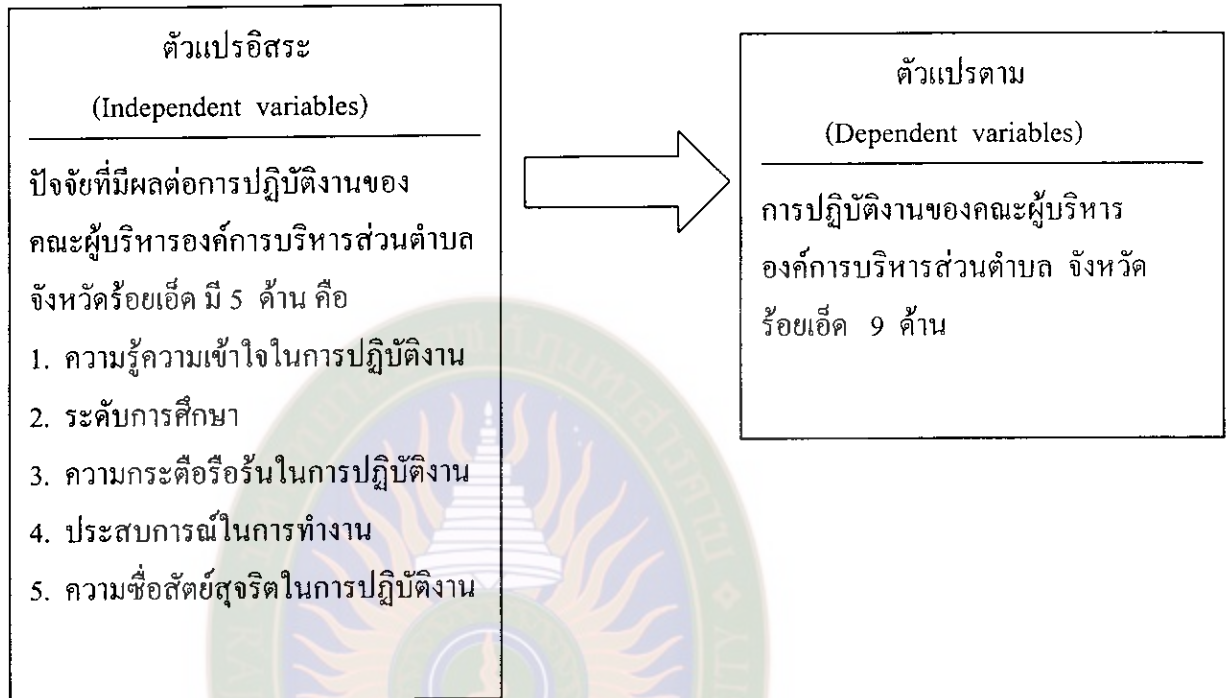 ตัวแปรอิสระ
(Independent variables)
ปัจจัยที่มีผลต่อการปฏิบัติงานของ
คณะผู้บริหารองค์การบริหารส่วนตำบล
จังหวัดร้อยเอ็ด มี 5 ด้าน คือ
1. ความรู้ความเข้าใจในการปฏิบัติงาน
2. ระดับการศึกษา
3. ความกระตือรือร้นในการปฏิบัติงาน
4. ประสบการณ์ในการทำงาน
5. ความซื่อสัตย์สุจริตในการปฏิบัติงาน
ตัวแปรตาม
(Dependent variables)
การปฏิบัติงานของคณะผู้บริหาร
องค์การบริหารส่วนตำบล จังหวัด
ร้อยเอ็ด 9 ด้าน